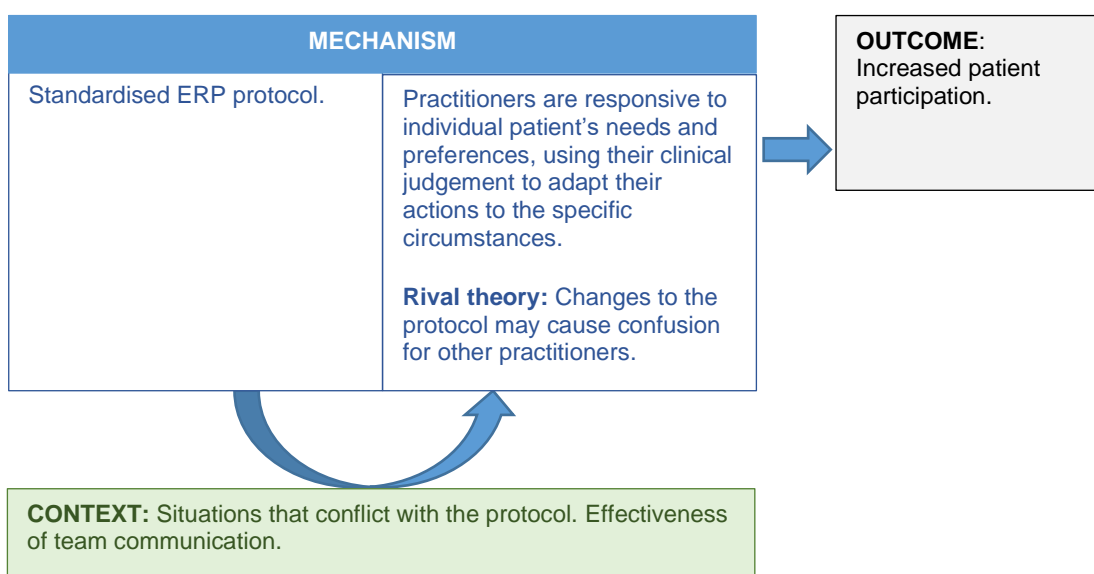 MECHANISM
Standardised ERP protocol.
Practitioners are responsive to
individual patient's needs and
preferences, using their clinical
judgement to adapt their
actions to the specific
circumstances.
Rival theory: Changes to the
protocol may cause confusion
for other practitioners.
OUTCOME:
Increased patient
participation.
CONTEXT: Situations that conflict with the protocol. Effectiveness
of team communication.